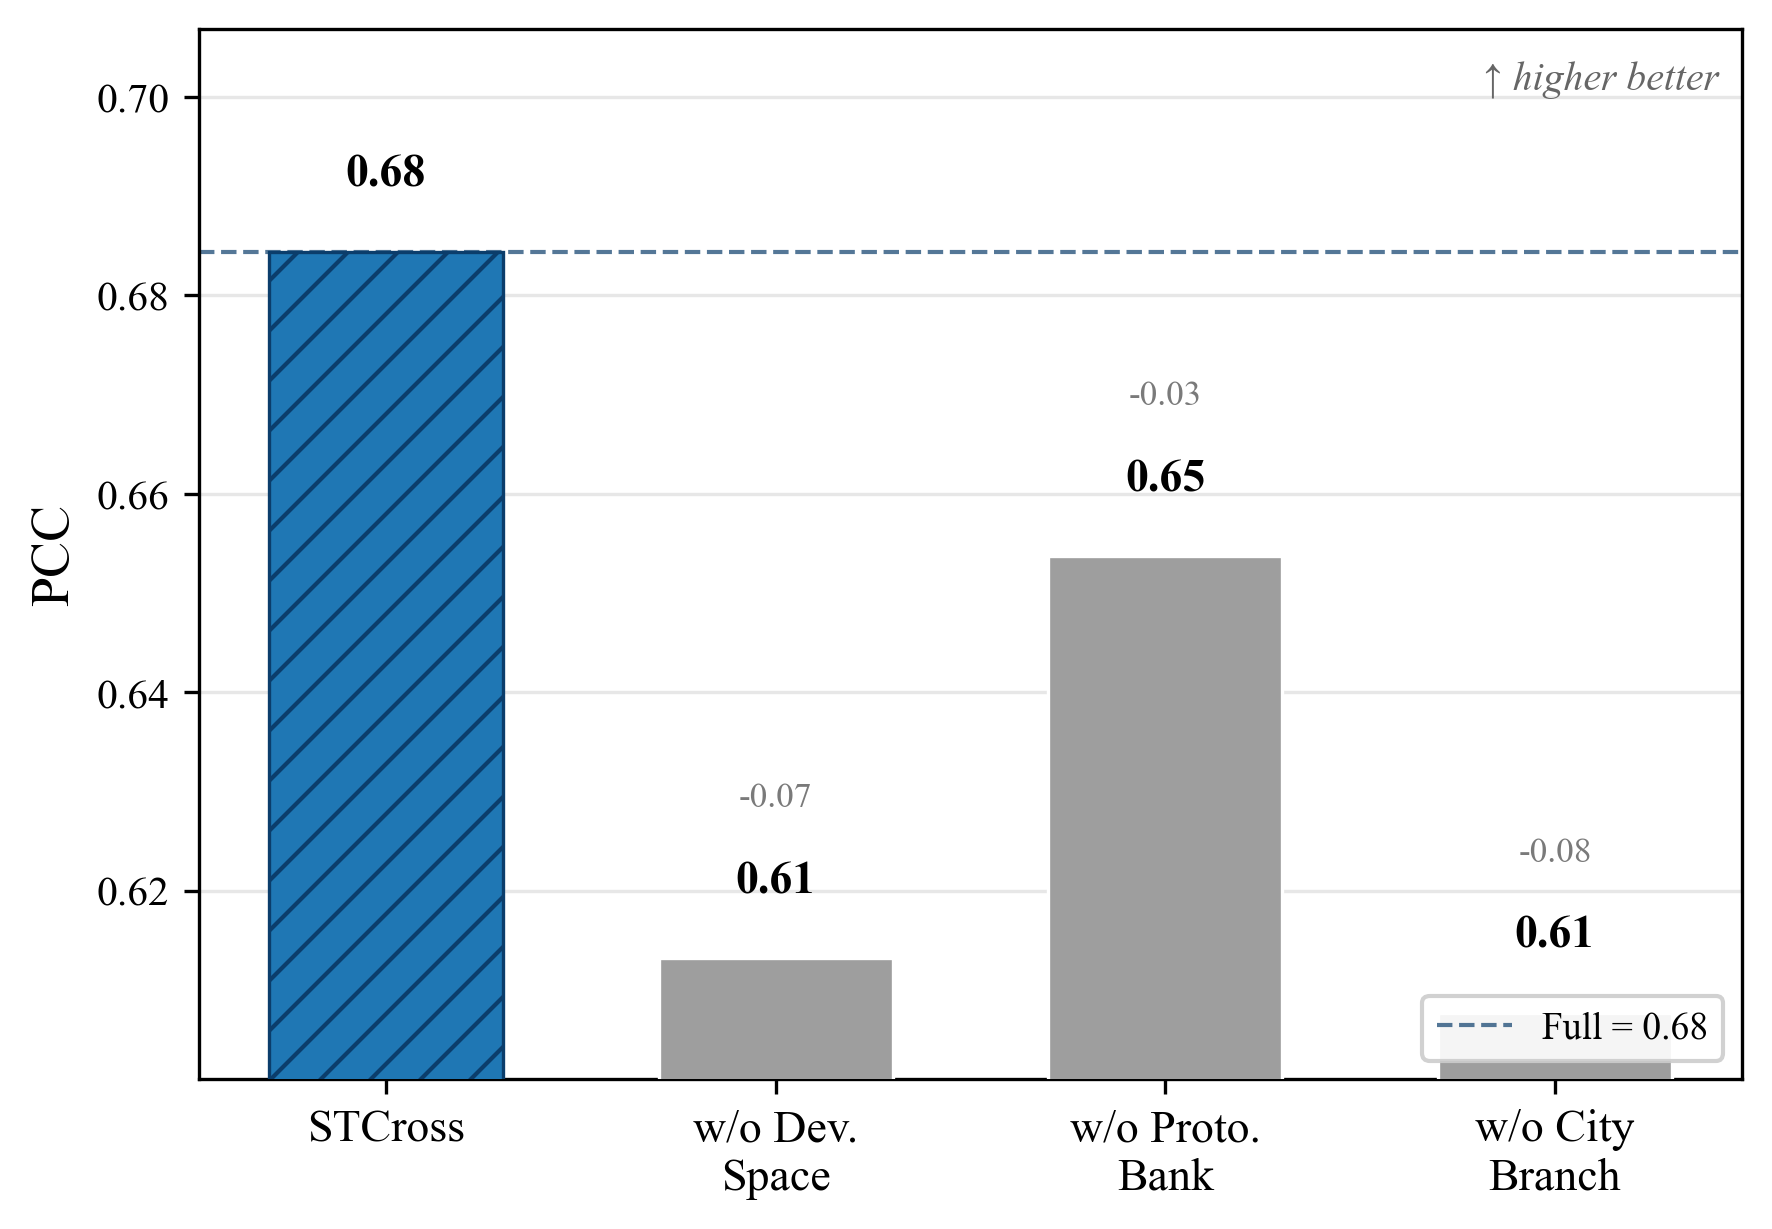 ↑ higher better
0.70
0.68
0.68
-0.03
0.65
0.66
PCC
0.64
-0.07
0.61
0.62
-0.08
0.61
Full = 0.68
STCross
w/o Dev.
Space
w/o Proto.
Bank
w/o City
Branch